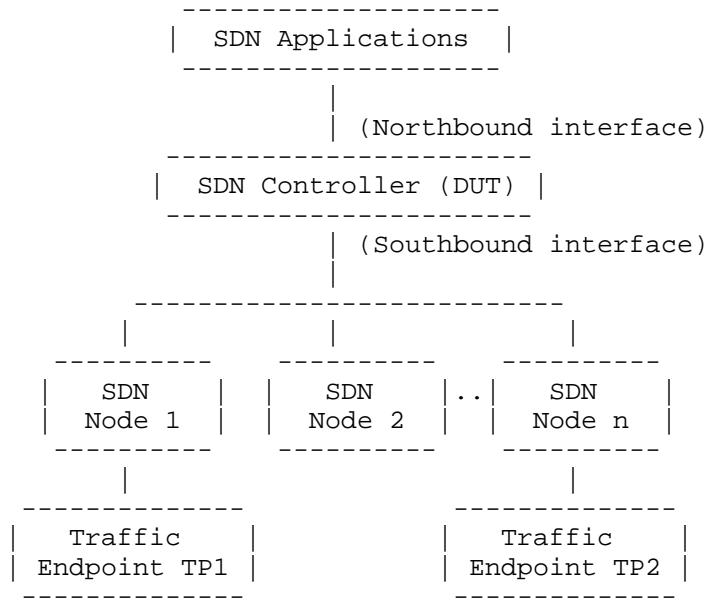 SDN Applications
(Northbound interface)
SDN Controller (DUT)
(Southbound interface)
SDN SDN .. SDN
Node 1 Node 2 Node n
Traffic Traffic
Endpoint TP1 Endpoint TP2